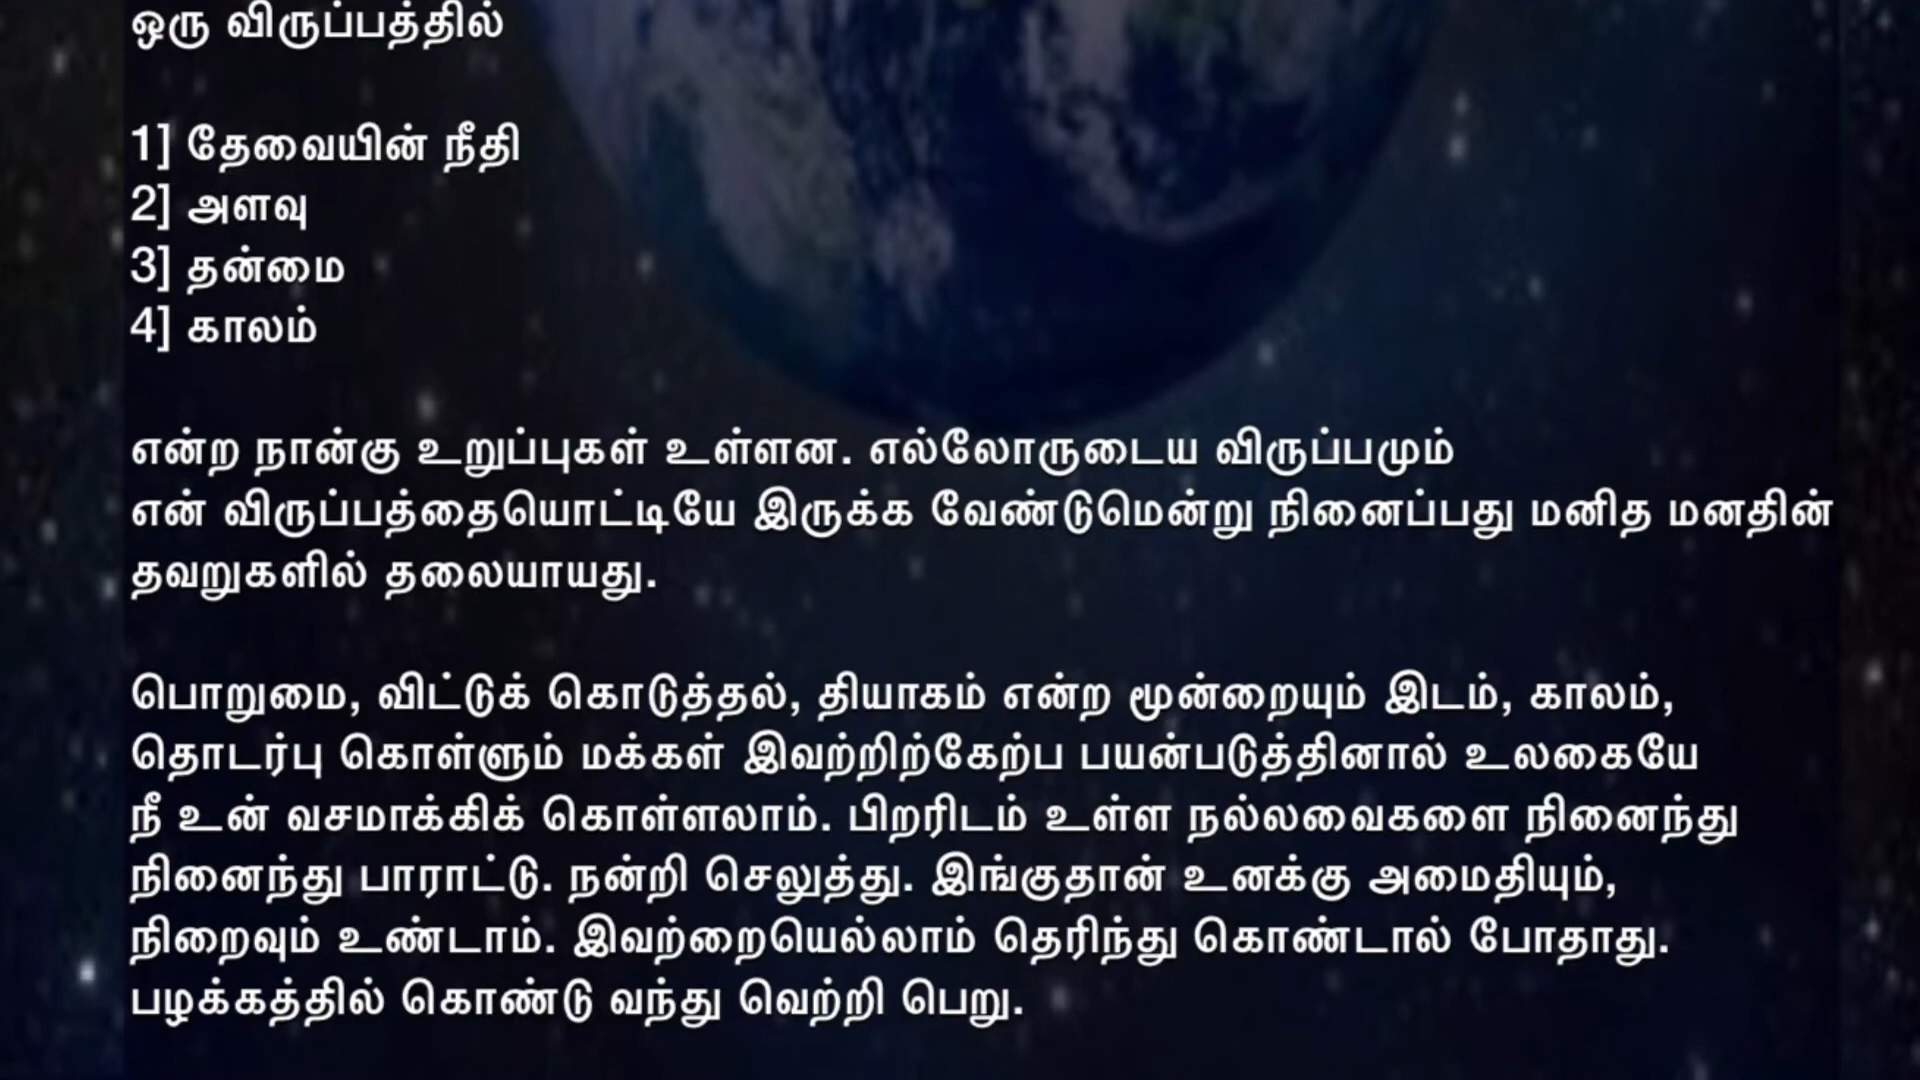 ஒரு விருப்பத்தில்
1] தேவையின் நீதி
2] அளவு
3] தன்மை
4] காலம்
என்ற நான்கு உறுப்புகள் உள்ளன. எல்லோருடைய விருப்பமும்
என் விருப்பத்தையொட்டியே இருக்க வேண்டுமென்று நினைப்பது மனித மனதின்
தவறுகளில் தலையாயது.
பொறுமை, விட்டுக் கொடுத்தல், தியாகம் என்ற மூன்றையும் இடம், காலம்,
தொடர்பு கொள்ளும் மக்கள் இவற்றிற்கேற்ப பயன்படுத்தினால் உலகையே
நீ உன் வசமாக்கிக் கொள்ளலாம். பிறரிடம் உள்ள நல்லவைகளை நினைந்து
நினைந்து பாராட்டு. நன்றி செலுத்து. இங்குதான் உனக்கு அமைதியும்,
நிறைவும் உண்டாம். இவற்றையெல்லாம் தெரிந்து கொண்டால் போதாது.
பழக்கத்தில் கொண்டு வந்து வெற்றி பெறு.